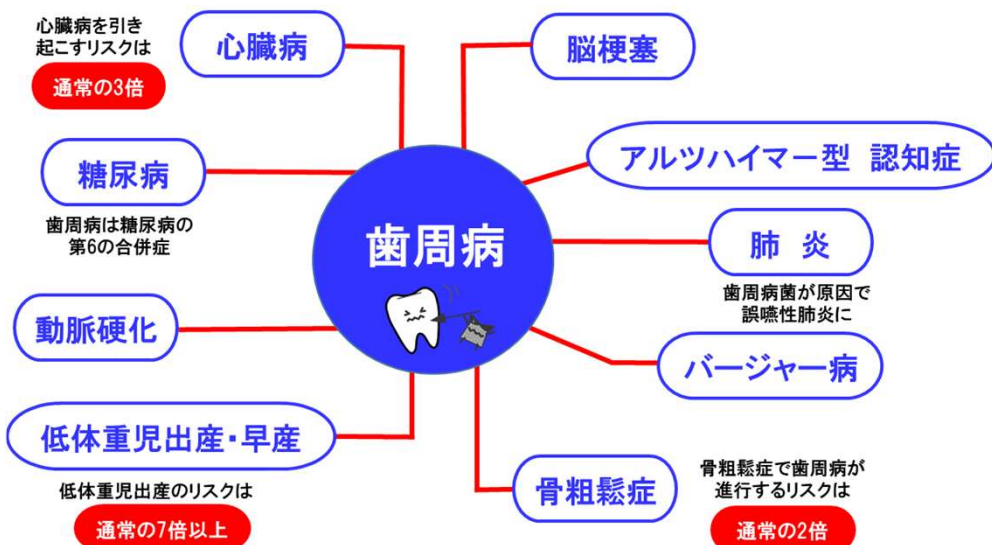 心臓病を引き
起こすリスクは
通常の3倍
心臓病
脳梗塞
糖尿病
歯周病は糖尿病の
第6の合併症
アルツハイマー型 認知症
歯周病
肺 炎
歯周病菌が原因で
誤嚥性肺炎に
動脈硬化
バージャー病
低体重児出産・早産
低体重児出産のリスクは
通常の7倍以上
骨粗鬆症
骨粗鬆症で歯周病が
進行するリスクは
通常の2倍